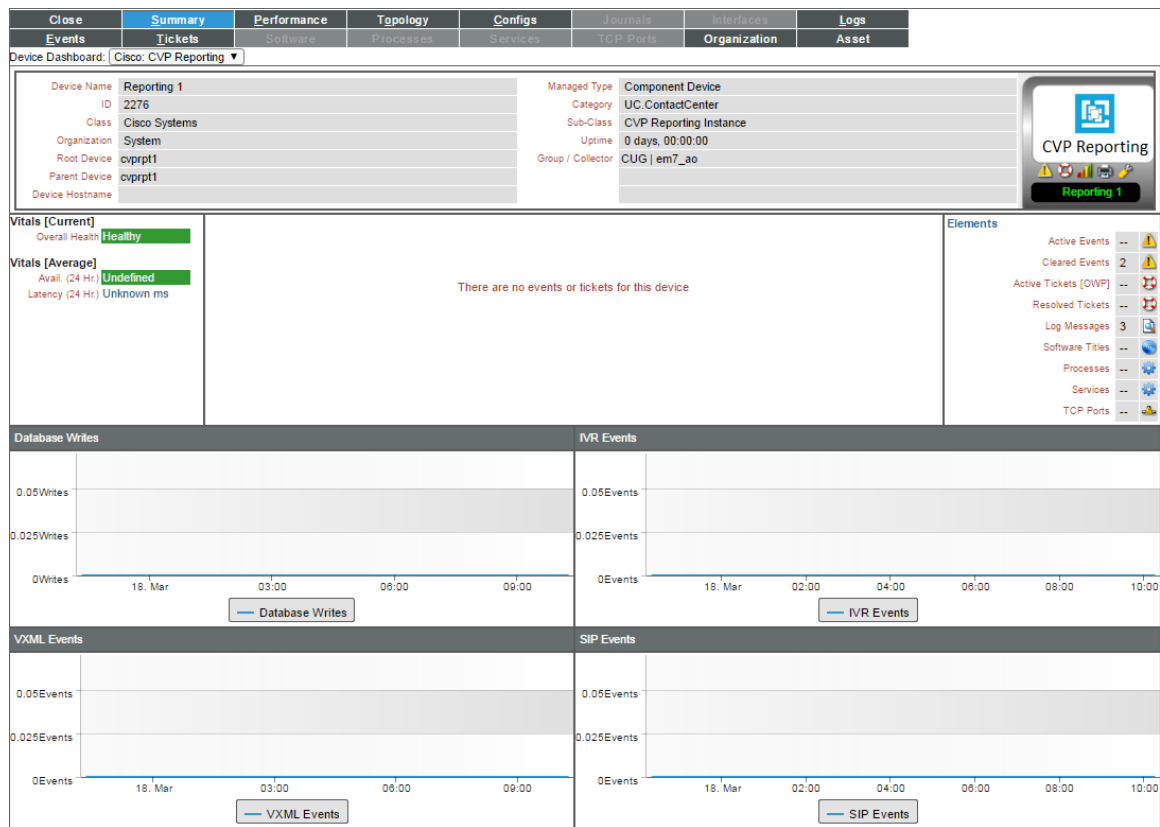 Close Summary Performance Topology Configs Journals Interfaces Logs
Events Tickets Software Processes Services TCP Ports Organization Asset
Device Dashboard: Cisco: CVP Reporting ▼
Device Name Reporting 1 Managed Type Component Device
ID 2276 Category UC.ContactCenter
Class Cisco Systems Sub-Class CVP Reporting Instance
Organization System Uptime 0 days, 00:00:00
Root Device cvprpt1 Group / Collector CUG | em7_ao
Parent Device cvprpt1
Device Hostname
CVP Reporting
Reporting 1
Vitals [Current]
Overall Health Healthy
Vitals [Average]
Avail. (24 Hr.) Undefined
Latency (24 Hr.) Unknown ms
There are no events or tickets for this device
Elements
Active Events --
Cleared Events 2
Active Tickets [OWP] --
Resolved Tickets --
Log Messages 3
Software Titles --
Processes --
Services --
TCP Ports --
Database Writes
0.05Writes
0.025Writes
0Writes
18. Mar 03:00 06:00 09:00
Database Writes
IVR Events
0.05Events
0.025Events
0Events
18. Mar 02:00 04:00 06:00 08:00 10:00
IVR Events
VXML Events
0.05Events
0.025Events
0Events
18. Mar 03:00 06:00 09:00
VXML Events
SIP Events
0.05Events
0.025Events
0Events
18. Mar 02:00 04:00 06:00 08:00 10:00
SIP Events